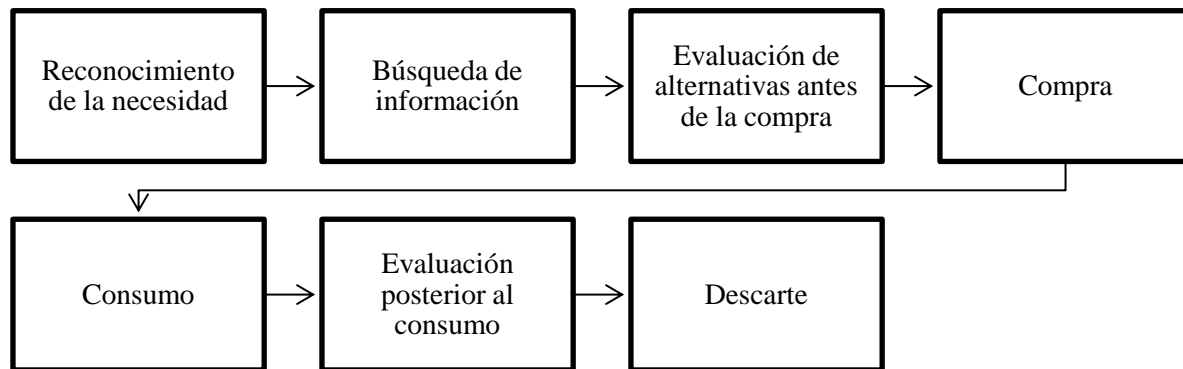 Reconocimiento
de la necesidad
Búsqueda de
información
Evaluación de
alternativas antes
de la compra
Compra
Consumo
Evaluación
posterior al
consumo
Descarte